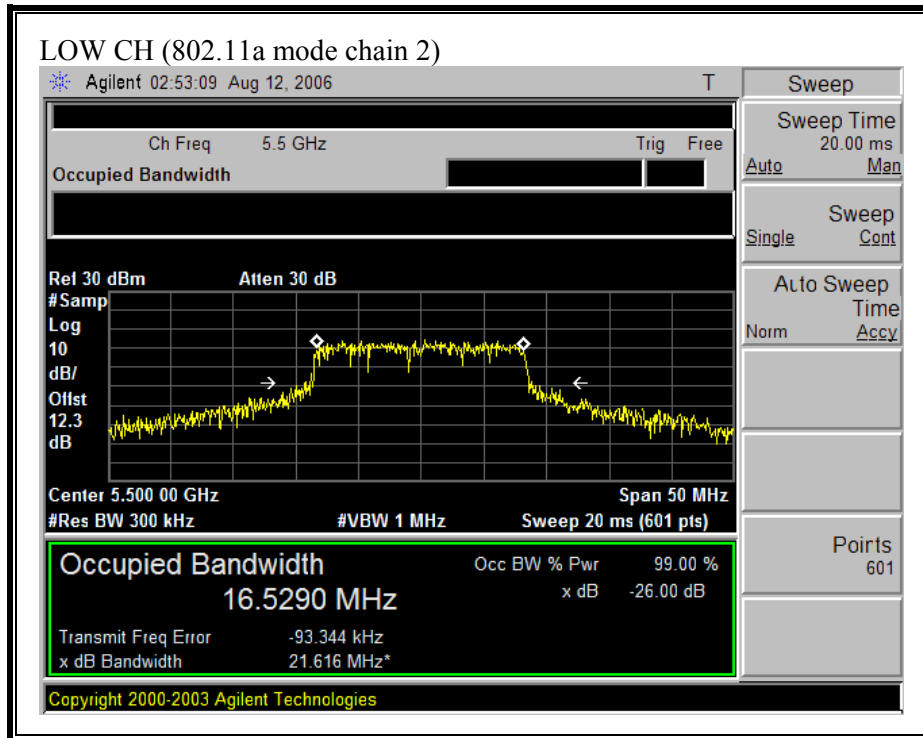 LOW CH (802.11a mode chain 2)
Agilent 02:53:09 Aug 12, 2006 T
Sweep
Ch Freq 5.5 GHz Trig Free
Occupied Bandwidth
Sweep Time
20.00 ms
Auto Man
Sweep
Single Cont
Auto Sweep
Time
Norm Accy
Ref 30 dBm Atten 30 dB
#Samp
Log
10
dB/
Offst
12.3
dB
Center 5.500 00 GHz Span 50 MHz
#Res BW 300 kHz #VBW 1 MHz Sweep 20 ms (601 pts)
Points
601
Occupied Bandwidth Occ BW % Pwr 99.00 %
16.5290 MHz x dB -26.00 dB
Transmit Freq Error -93.344 kHz
x dB Bandwidth 21.616 MHz*
Copyright 2000-2003 Agilent Technologies